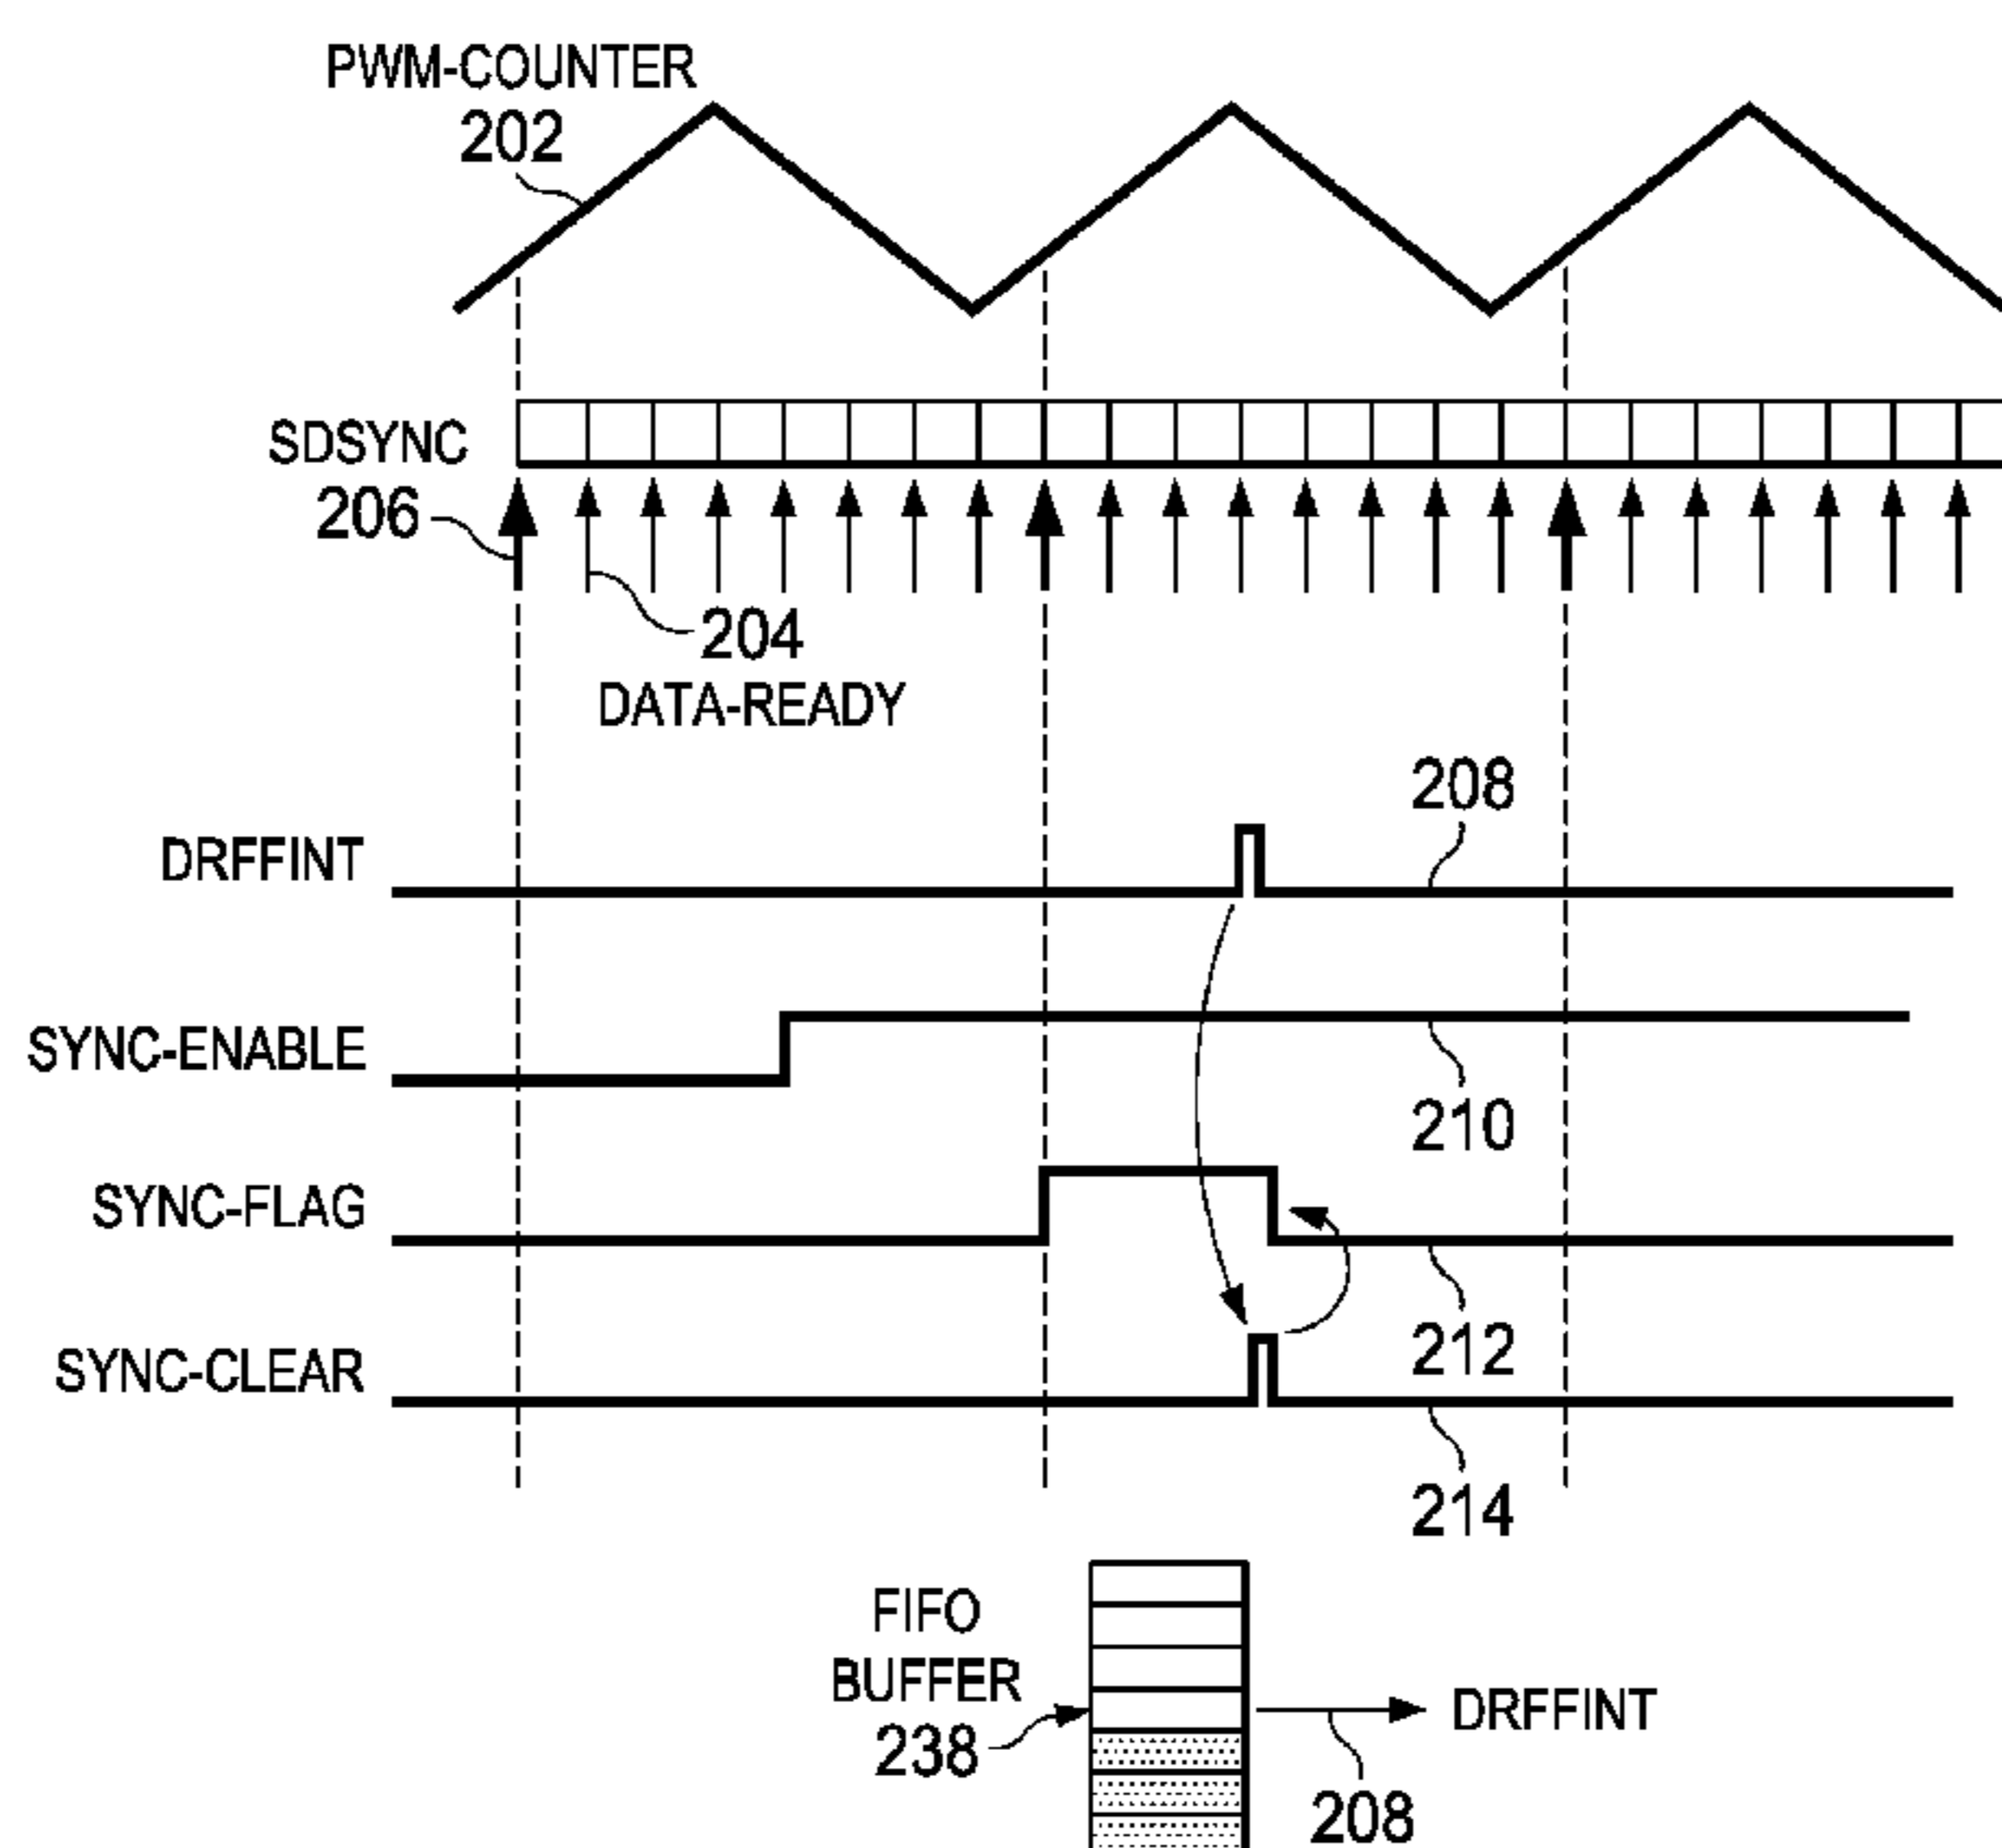 PWM-COUNTER
202
SDSYNC
206
204
DATA-READY
208
DRFFINT
SYNC-ENABLE
210
SYNC-FLAG
212
SYNC-CLEAR
214
FIFO
BUFFER
238
DRFFINT
208